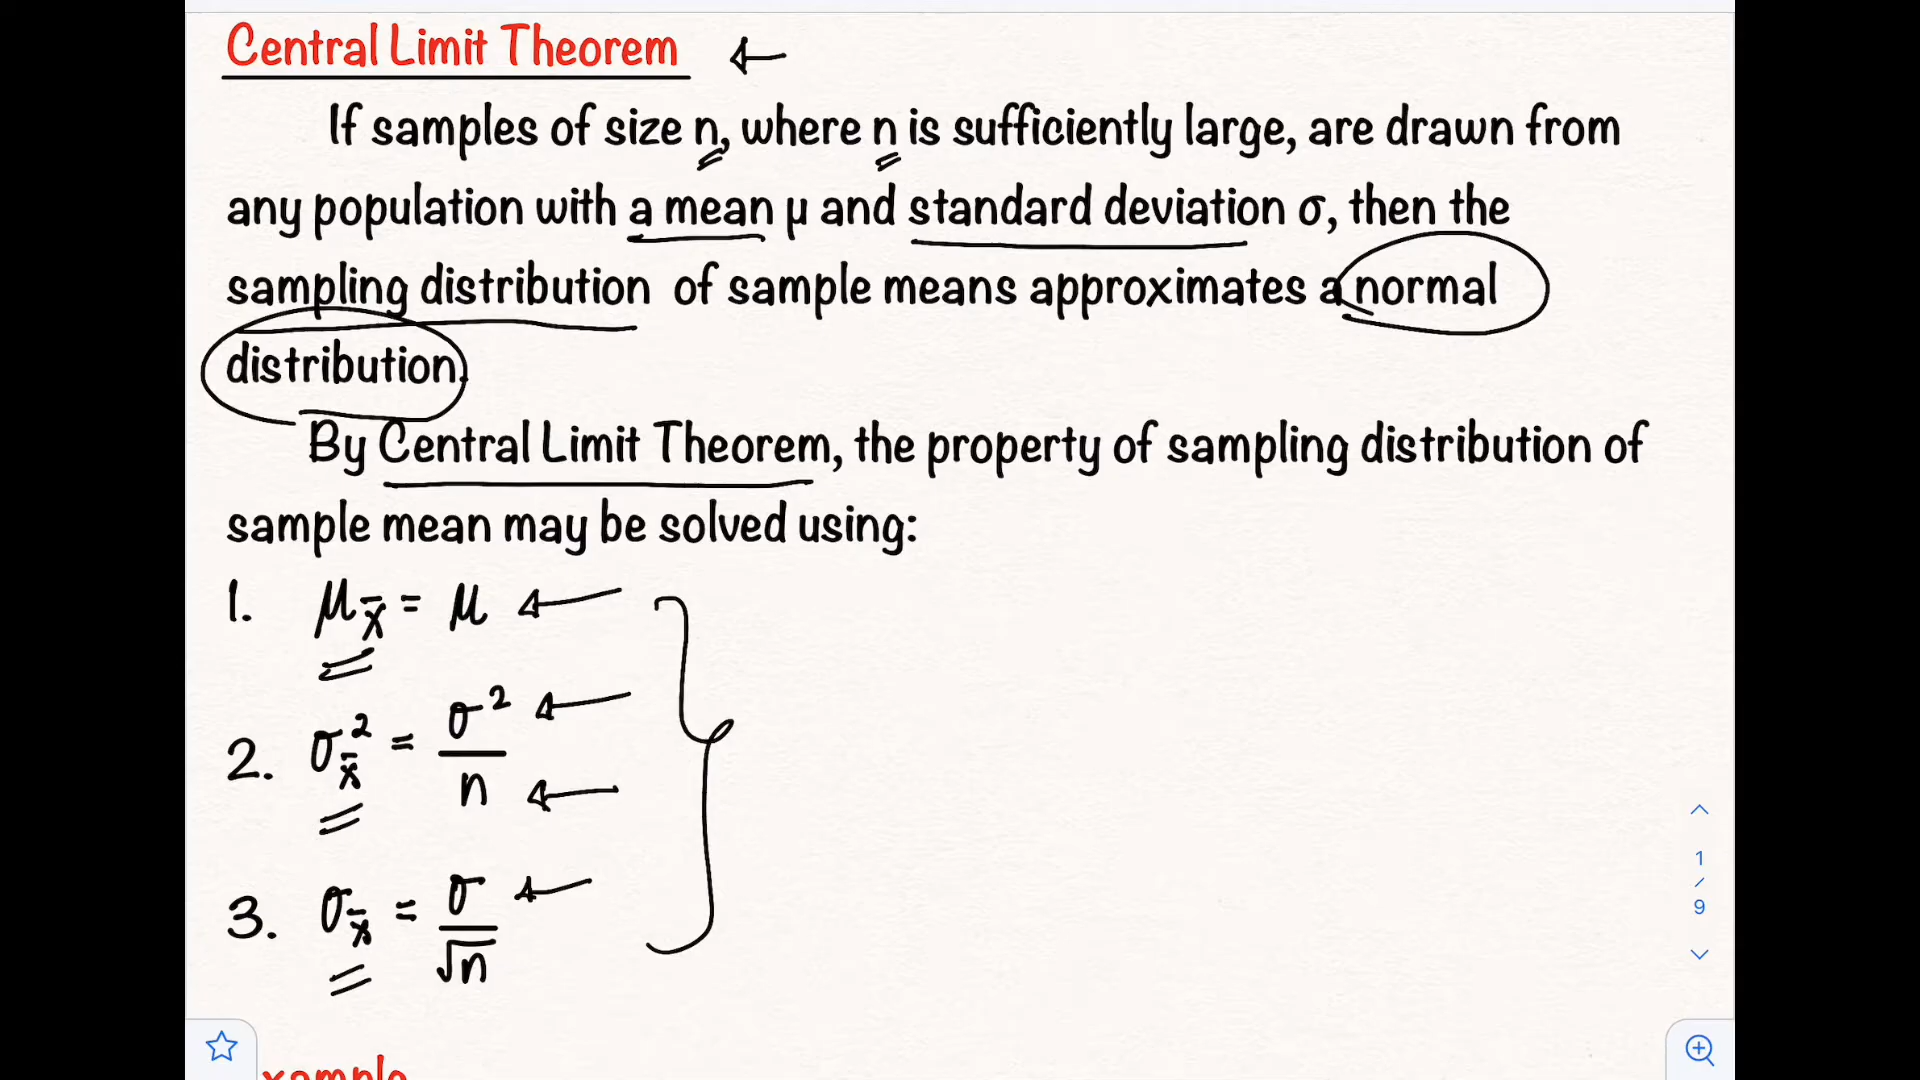 Central Limit Theorem
If samples of size n, where n is sufficiently large, are drawn from
any population with a mean μ and standard deviation σ, then the
sampling distribution of sample means approximates a normal
distribution.
By Central Limit Theorem, the property of sampling distribution of
sample mean may be solved using:
1. μx̄ = μ
2. σ²x̄ = σ²/n
3. σx̄ = σ/√n
1
/
9